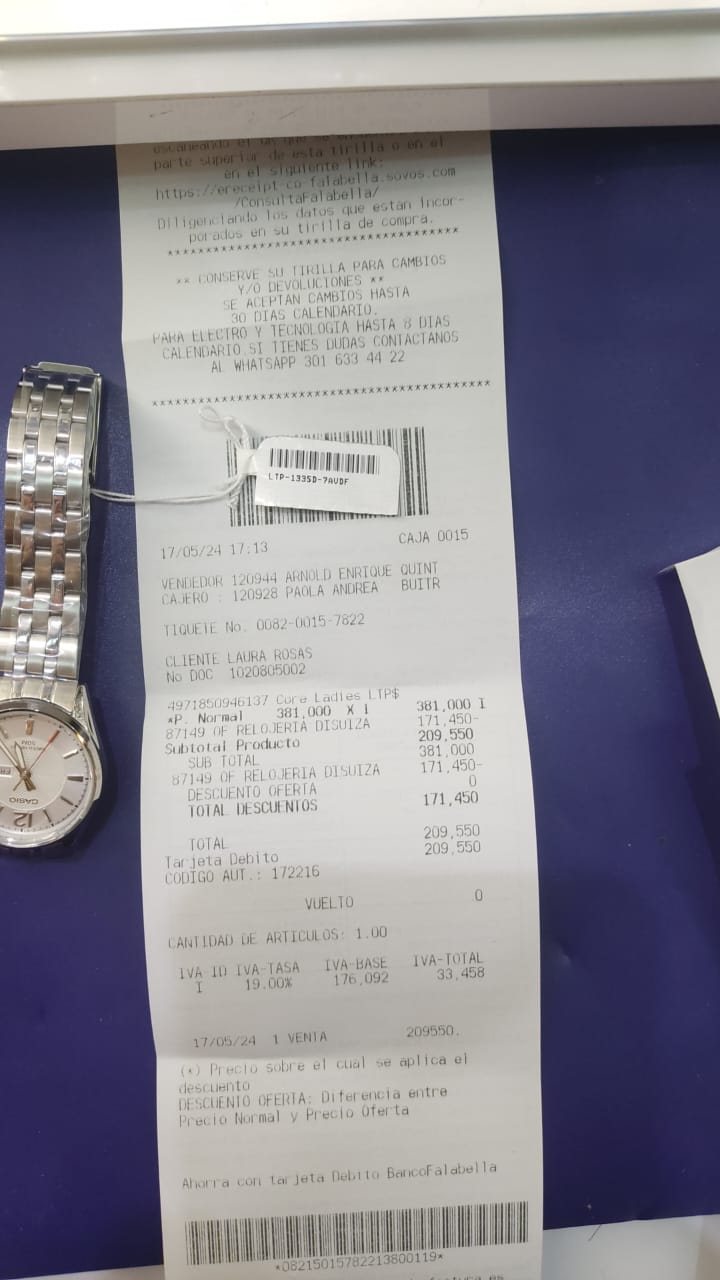 escaneando el
parte superior de esta tirilla o en el
en el siguiente link:
https://ereceipt-co-falabella.sovos.com
/ConsultaFalabella/
Diligenciando los datos que están incor-
porados en su tirilla de compra.
****************************************
** CONSERVE SU TIRILLA PARA CAMBIOS
Y/O DEVOLUCIONES **
SE ACEPTAN CAMBIOS HASTA
30 DIAS CALENDARIO.
PARA ELECTRO Y TECNOLOGIA HASTA 8 DIAS
CALENDARIO.SI TIENES DUDAS CONTACTANOS
AL WHATSAPP 301 633 44 22
****************************************
LTP-1335D-7AVDF
17/05/24 17:13 CAJA 0015
VENDEDOR 120944 ARNOLD ENRIQUE QUINT
CAJERO : 120928 PAOLA ANDREA BUITR
TIQUETE No. 0082-0015-7822
CLIENTE LAURA ROSAS
No DOC 1020805002
4971850946137 Core Ladies LTP$
*P. Normal 381,000 X 1 381,000 I
87149 OF RELOJERIA DISUIZA 171,450-
Subtotal Producto 209,550
SUB TOTAL 381,000
87149 OF RELOJERIA DISUIZA 171,450-
DESCUENTO OFERTA 0
TOTAL DESCUENTOS 171,450
TOTAL 209,550
Tarjeta Debito 209,550
CODIGO AUT.: 172216
VUELTO 0
CANTIDAD DE ARTICULOS: 1.00
IVA-ID IVA-TASA IVA-BASE IVA-TOTAL
I 19.00% 176,092 33,458
17/05/24 1 VENTA 209550.
(*) Precio sobre el cual se aplica el
descuento
DESCUENTO OFERTA: Diferencia entre
Precio Normal y Precio Oferta
Ahorra con tarjeta Debito BancoFalabella
*08215015782213800119*
CASIO
50M
FRI
12